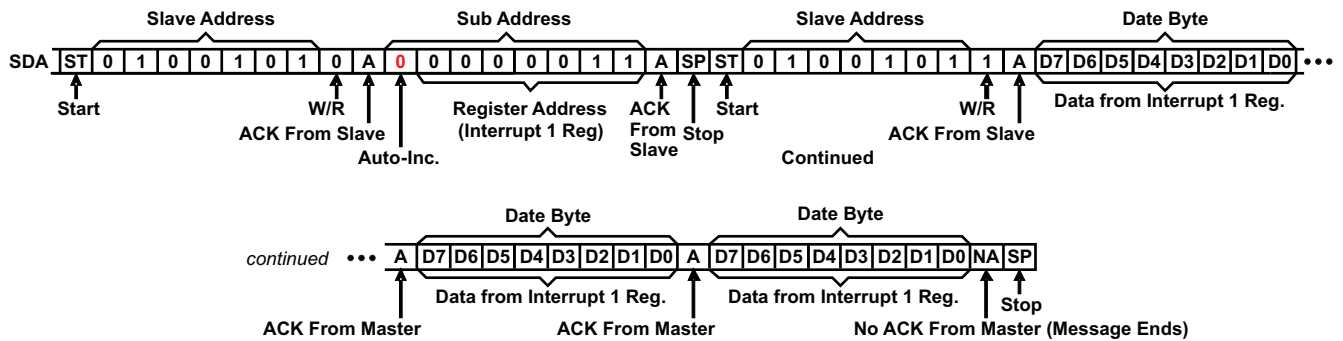 Slave Address Sub Address Slave Address Date Byte
SDA ST 0 1 0 0 1 0 1 0 A 0 0 0 0 0 0 1 1 A SP ST 0 1 0 0 1 0 1 1 A D7 D6 D5 D4 D3 D2 D1 D0 •••
Start W/R Register Address ACK Start W/R Data from Interrupt 1 Reg.
ACK From Slave (Interrupt 1 Reg) From Stop ACK From Slave
Auto-Inc. Slave Continued
Date Byte Date Byte
continued ••• A D7 D6 D5 D4 D3 D2 D1 D0 A D7 D6 D5 D4 D3 D2 D1 D0 NA SP
Data from Interrupt 1 Reg. Data from Interrupt 1 Reg. Stop
ACK From Master ACK From Master No ACK From Master (Message Ends)